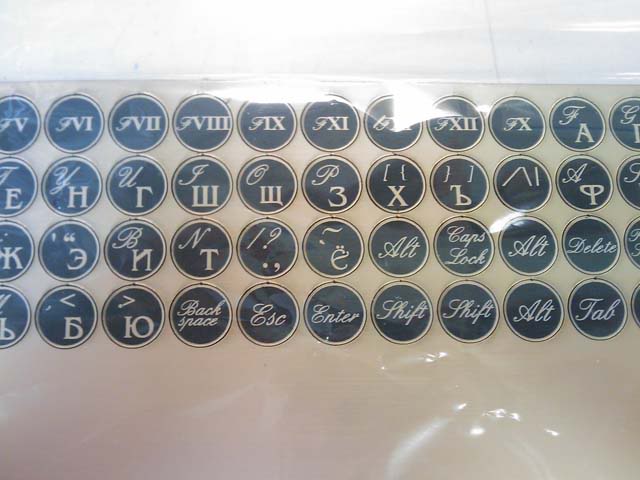 FV FVI FVII FVIII FIX FXI FXII FX F А
Т Е Y Н U Г I Ш O Щ P З [ { Х ] } Ъ \ / | A Ф
Ж ' " Э B И N Т / ? . , ` ~ ё Alt Caps Lock Alt Delete
Ь , < Б . > Ю Back space Esc Enter Shift Shift Alt Tab